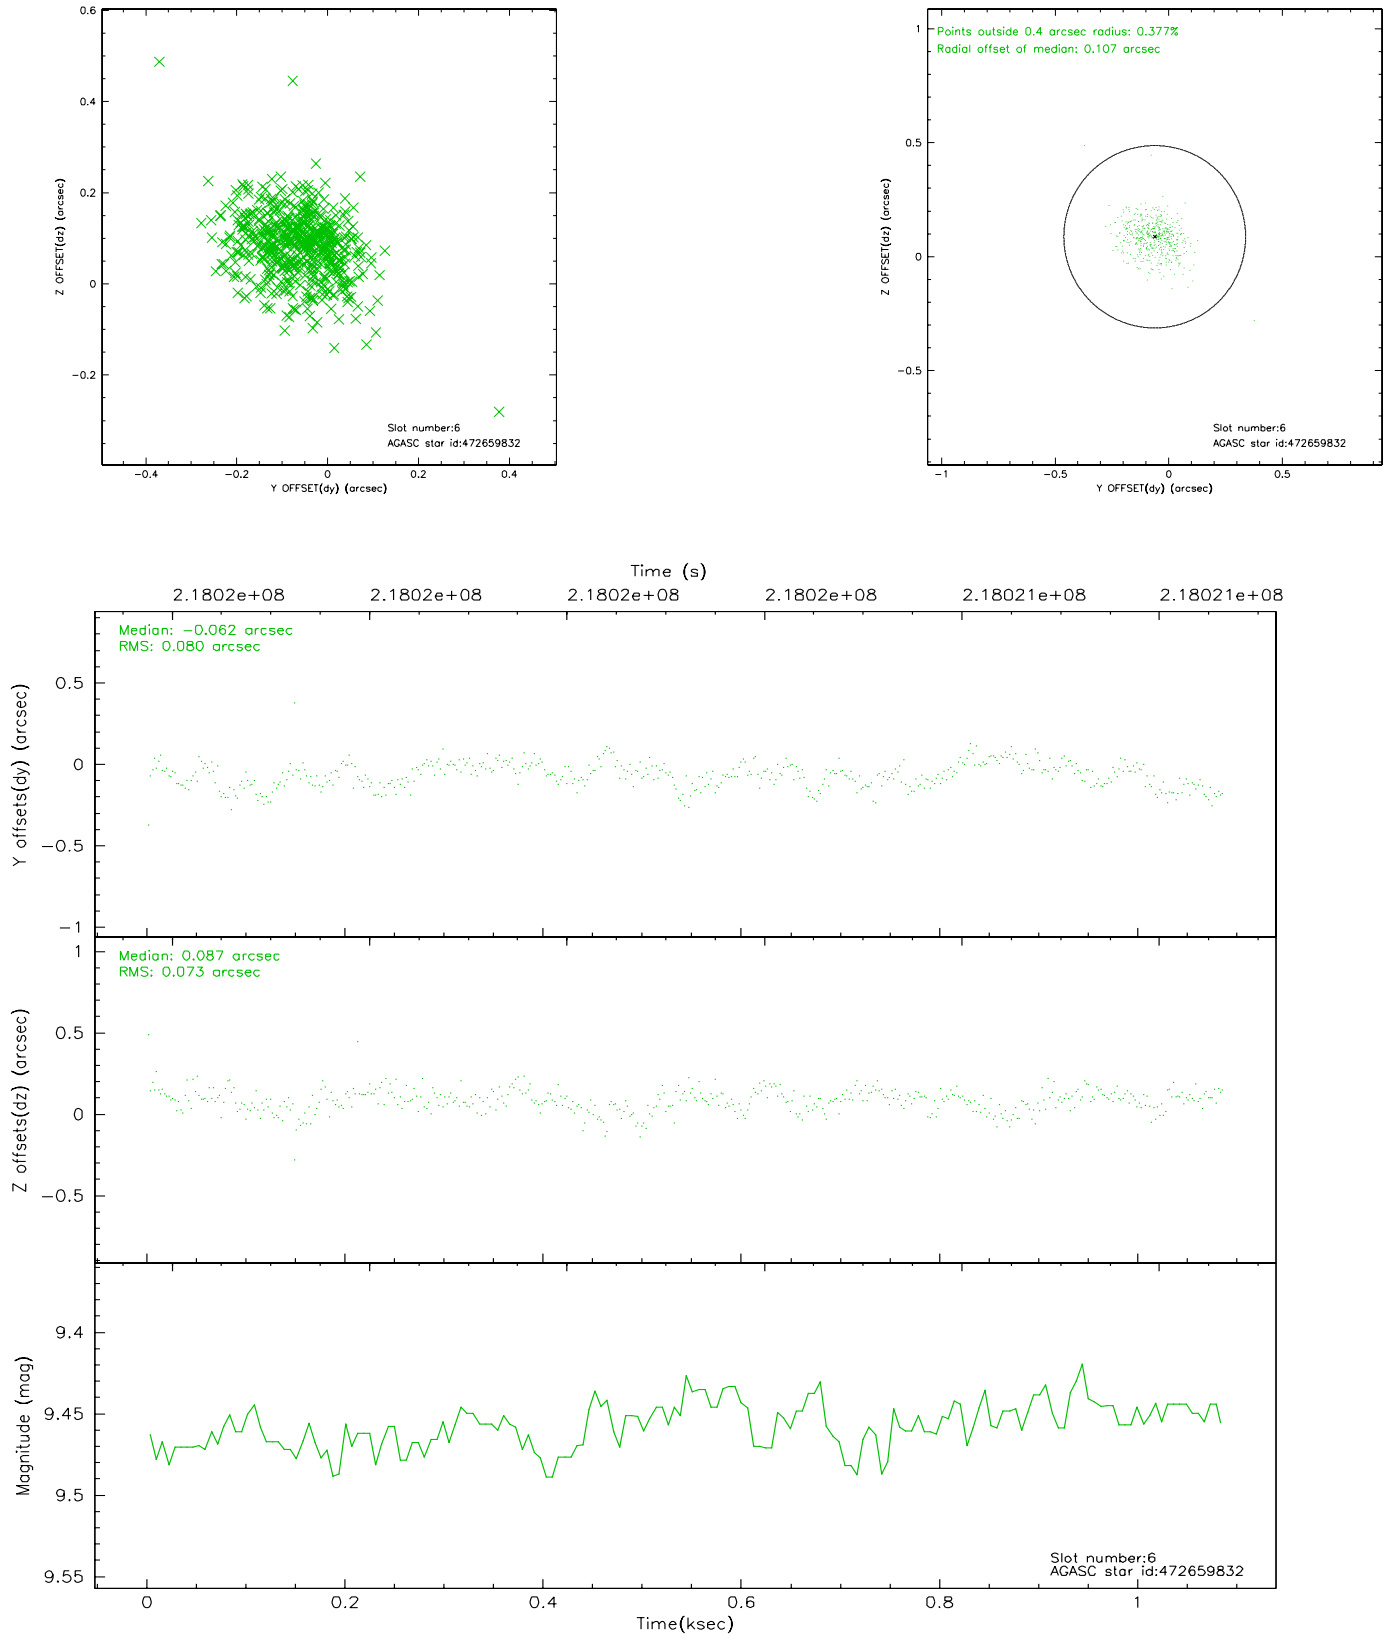 0.6
0.4
0.2
0
−0.2
Z OFFSET(dz) (arcsec)
−0.4 −0.2 0 0.2 0.4
Y OFFSET(dy) (arcsec)
Slot number:6
AGASC star id:472659832
Points outside 0.4 arcsec radius: 0.377%
Radial offset of median: 0.107 arcsec
1
0.5
0
−0.5
Z OFFSET(dz) (arcsec)
−1 −0.5 0 0.5
Y OFFSET(dy) (arcsec)
Slot number:6
AGASC star id:472659832
Time (s)
2.1802e+08 2.1802e+08 2.1802e+08 2.1802e+08 2.18021e+08 2.18021e+08
Median: −0.062 arcsec
RMS: 0.080 arcsec
0.5
0
−0.5
−1
Y offsets(dy) (arcsec)
Median: 0.087 arcsec
RMS: 0.073 arcsec
1
0.5
0
−0.5
Z offsets(dz) (arcsec)
9.4
9.45
9.5
9.55
Magnitude (mag)
Slot number:6
AGASC star id:472659832
0 0.2 0.4 0.6 0.8 1
Time(ksec)